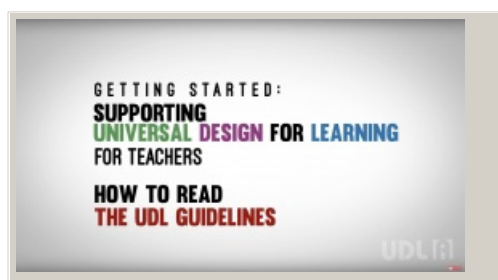 GETTING STARTED:
SUPPORTING
UNIVERSAL DESIGN FOR LEARNING
FOR TEACHERS
HOW TO READ
THE UDL GUIDELINES
UDL